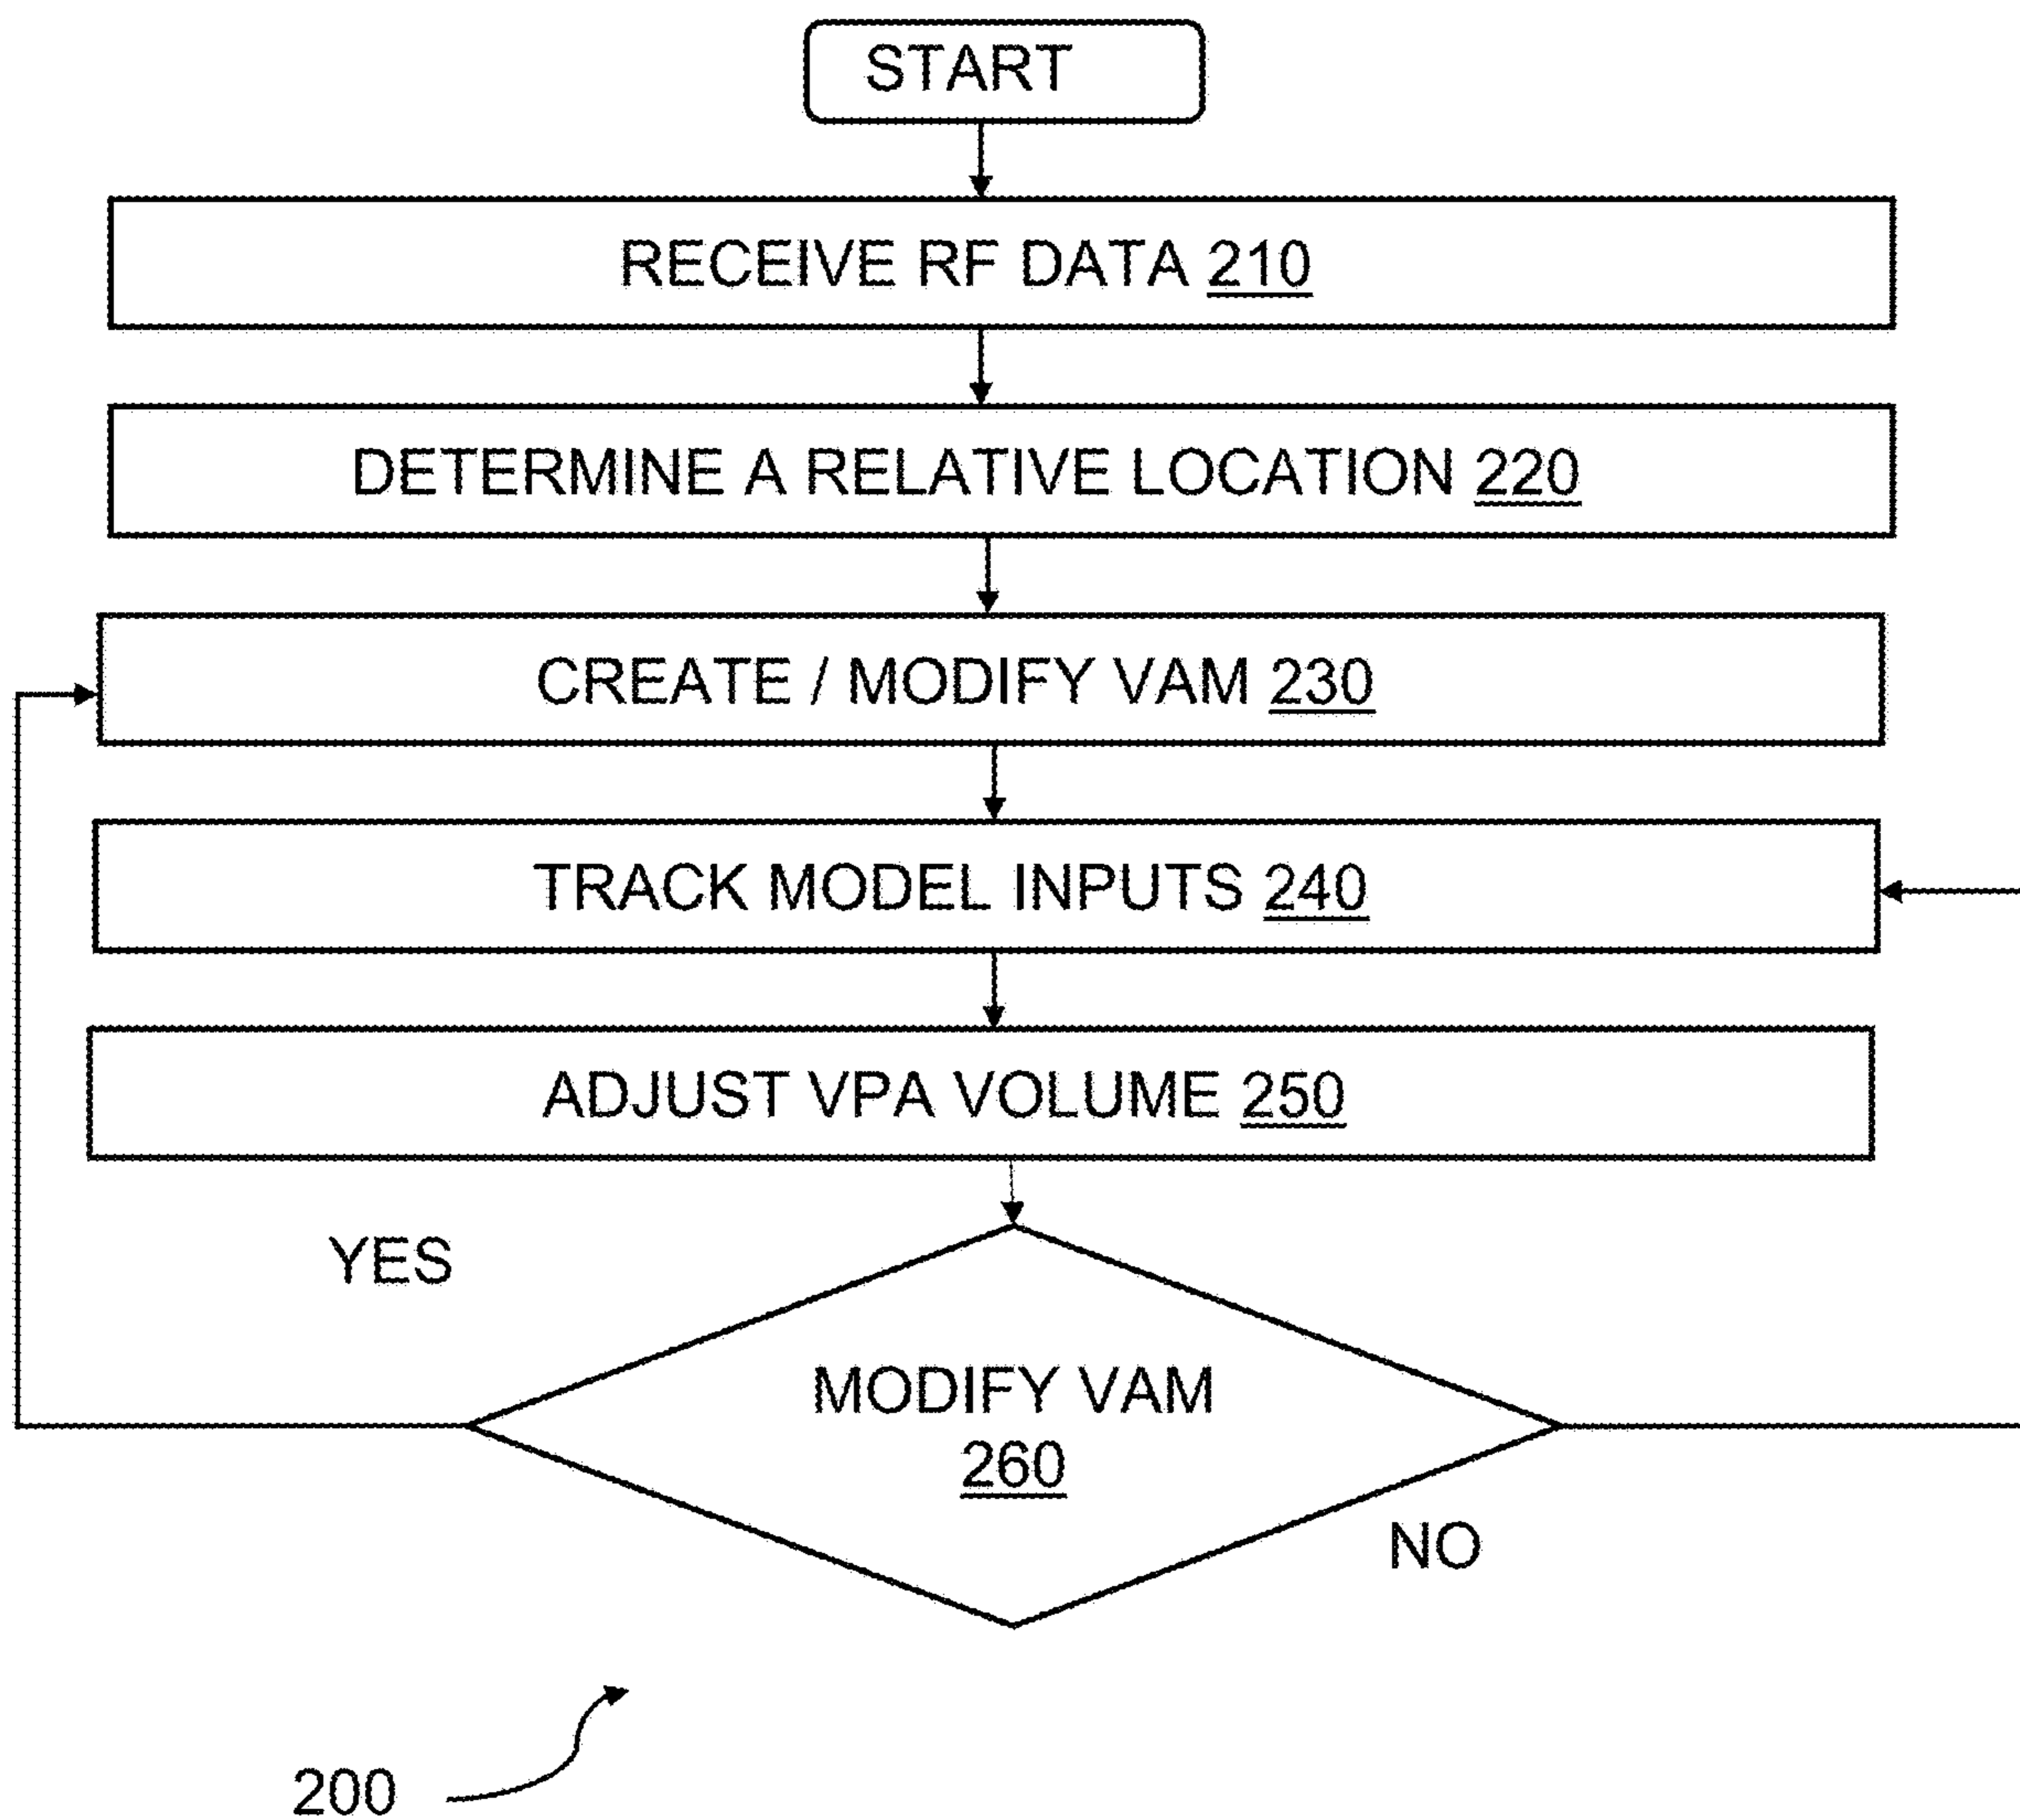 START
RECEIVE RF DATA 210
DETERMINE A RELATIVE LOCATION 220
CREATE / MODIFY VAM 230
TRACK MODEL INPUTS 240
ADJUST VPA VOLUME 250
YES
MODIFY VAM
260
NO
200